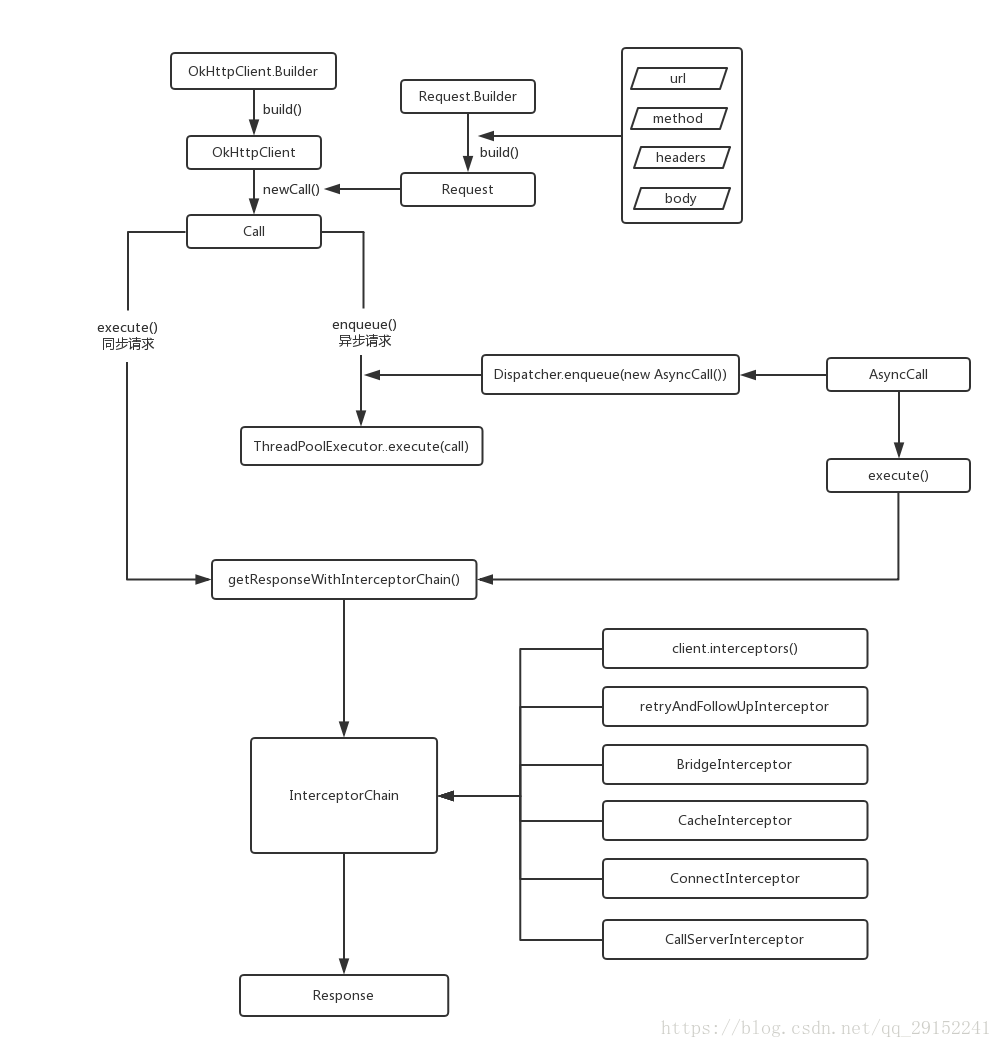 OkHttpClient.Builder
build()
OkHttpClient
newCall()
Call
Request.Builder
build()
Request
url
method
headers
body
execute()
同步请求
enqueue()
异步请求
Dispatcher.enqueue(new AsyncCall())
AsyncCall
ThreadPoolExecutor..execute(call)
execute()
getResponseWithInterceptorChain()
client.interceptors()
retryAndFollowUpInterceptor
BridgeInterceptor
InterceptorChain
CacheInterceptor
ConnectInterceptor
CallServerInterceptor
Response
https://blog.csdn.net/qq_29152241